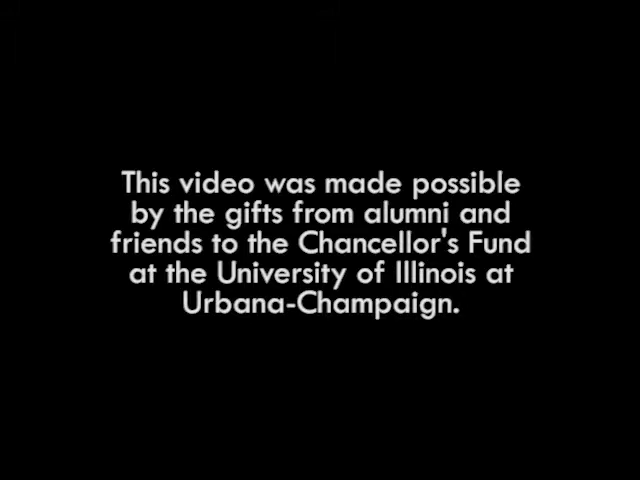 This video was made possible
by the gifts from alumni and
friends to the Chancellor's Fund
at the University of Illinois at
Urbana-Champaign.